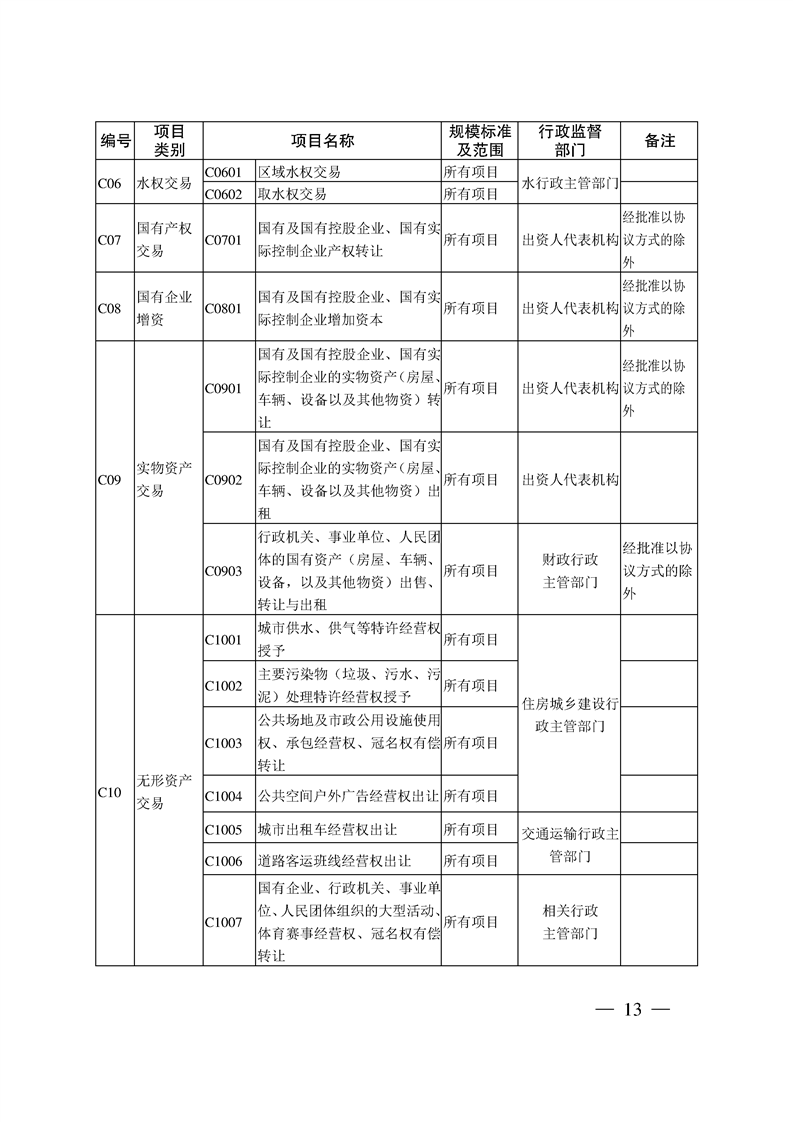 编号 项目类别 项目名称 规模标准及范围 行政监督部门 备注
C06 水权交易 C0601 区域水权交易 所有项目 水行政主管部门
C0602 取水权交易 所有项目
C07 国有产权
交易
C0701 国有及国有控股企业、国有实
际控制企业产权转让
所有项目 出资人代表机构
经批准以协
议方式的除
外
C08 国有企业
增资
C0801 国有及国有控股企业、国有实
际控制企业增加资本
所有项目 出资人代表机构
经批准以协
议方式的除
外
C09 实物资产
交易
C0901 国有及国有控股企业、国有实
际控制企业的实物资产（房屋、
车辆、设备以及其他物资）转
让
所有项目 出资人代表机构
经批准以协
议方式的除
外
C0902 国有及国有控股企业、国有实
际控制企业的实物资产（房屋、
车辆、设备以及其他物资）出
租
所有项目 出资人代表机构
C0903 行政机关、事业单位、人民团
体的国有资产（房屋、车辆、
设备，以及其他物资）出售、
转让与出租
所有项目 财政行政
主管部门
经批准以协
议方式的除
外
C10 无形资产
交易
C1001 城市供水、供气等特许经营权
授予
所有项目
住房城乡建设行
政主管部门
C1002 主要污染物（垃圾、污水、污
泥）处理特许经营权授予
所有项目
C1003 公共场地及市政公用设施使用
权、承包经营权、冠名权有偿
转让
所有项目
C1004 公共空间户外广告经营权出让 所有项目
C1005 城市出租车经营权出让 所有项目
交通运输行政主
管部门
C1006 道路客运班线经营权出让 所有项目
C1007 国有企业、行政机关、事业单
位、人民团体组织的大型活动、
体育赛事经营权、冠名权有偿
转让
所有项目 相关行政
主管部门
— 13 —